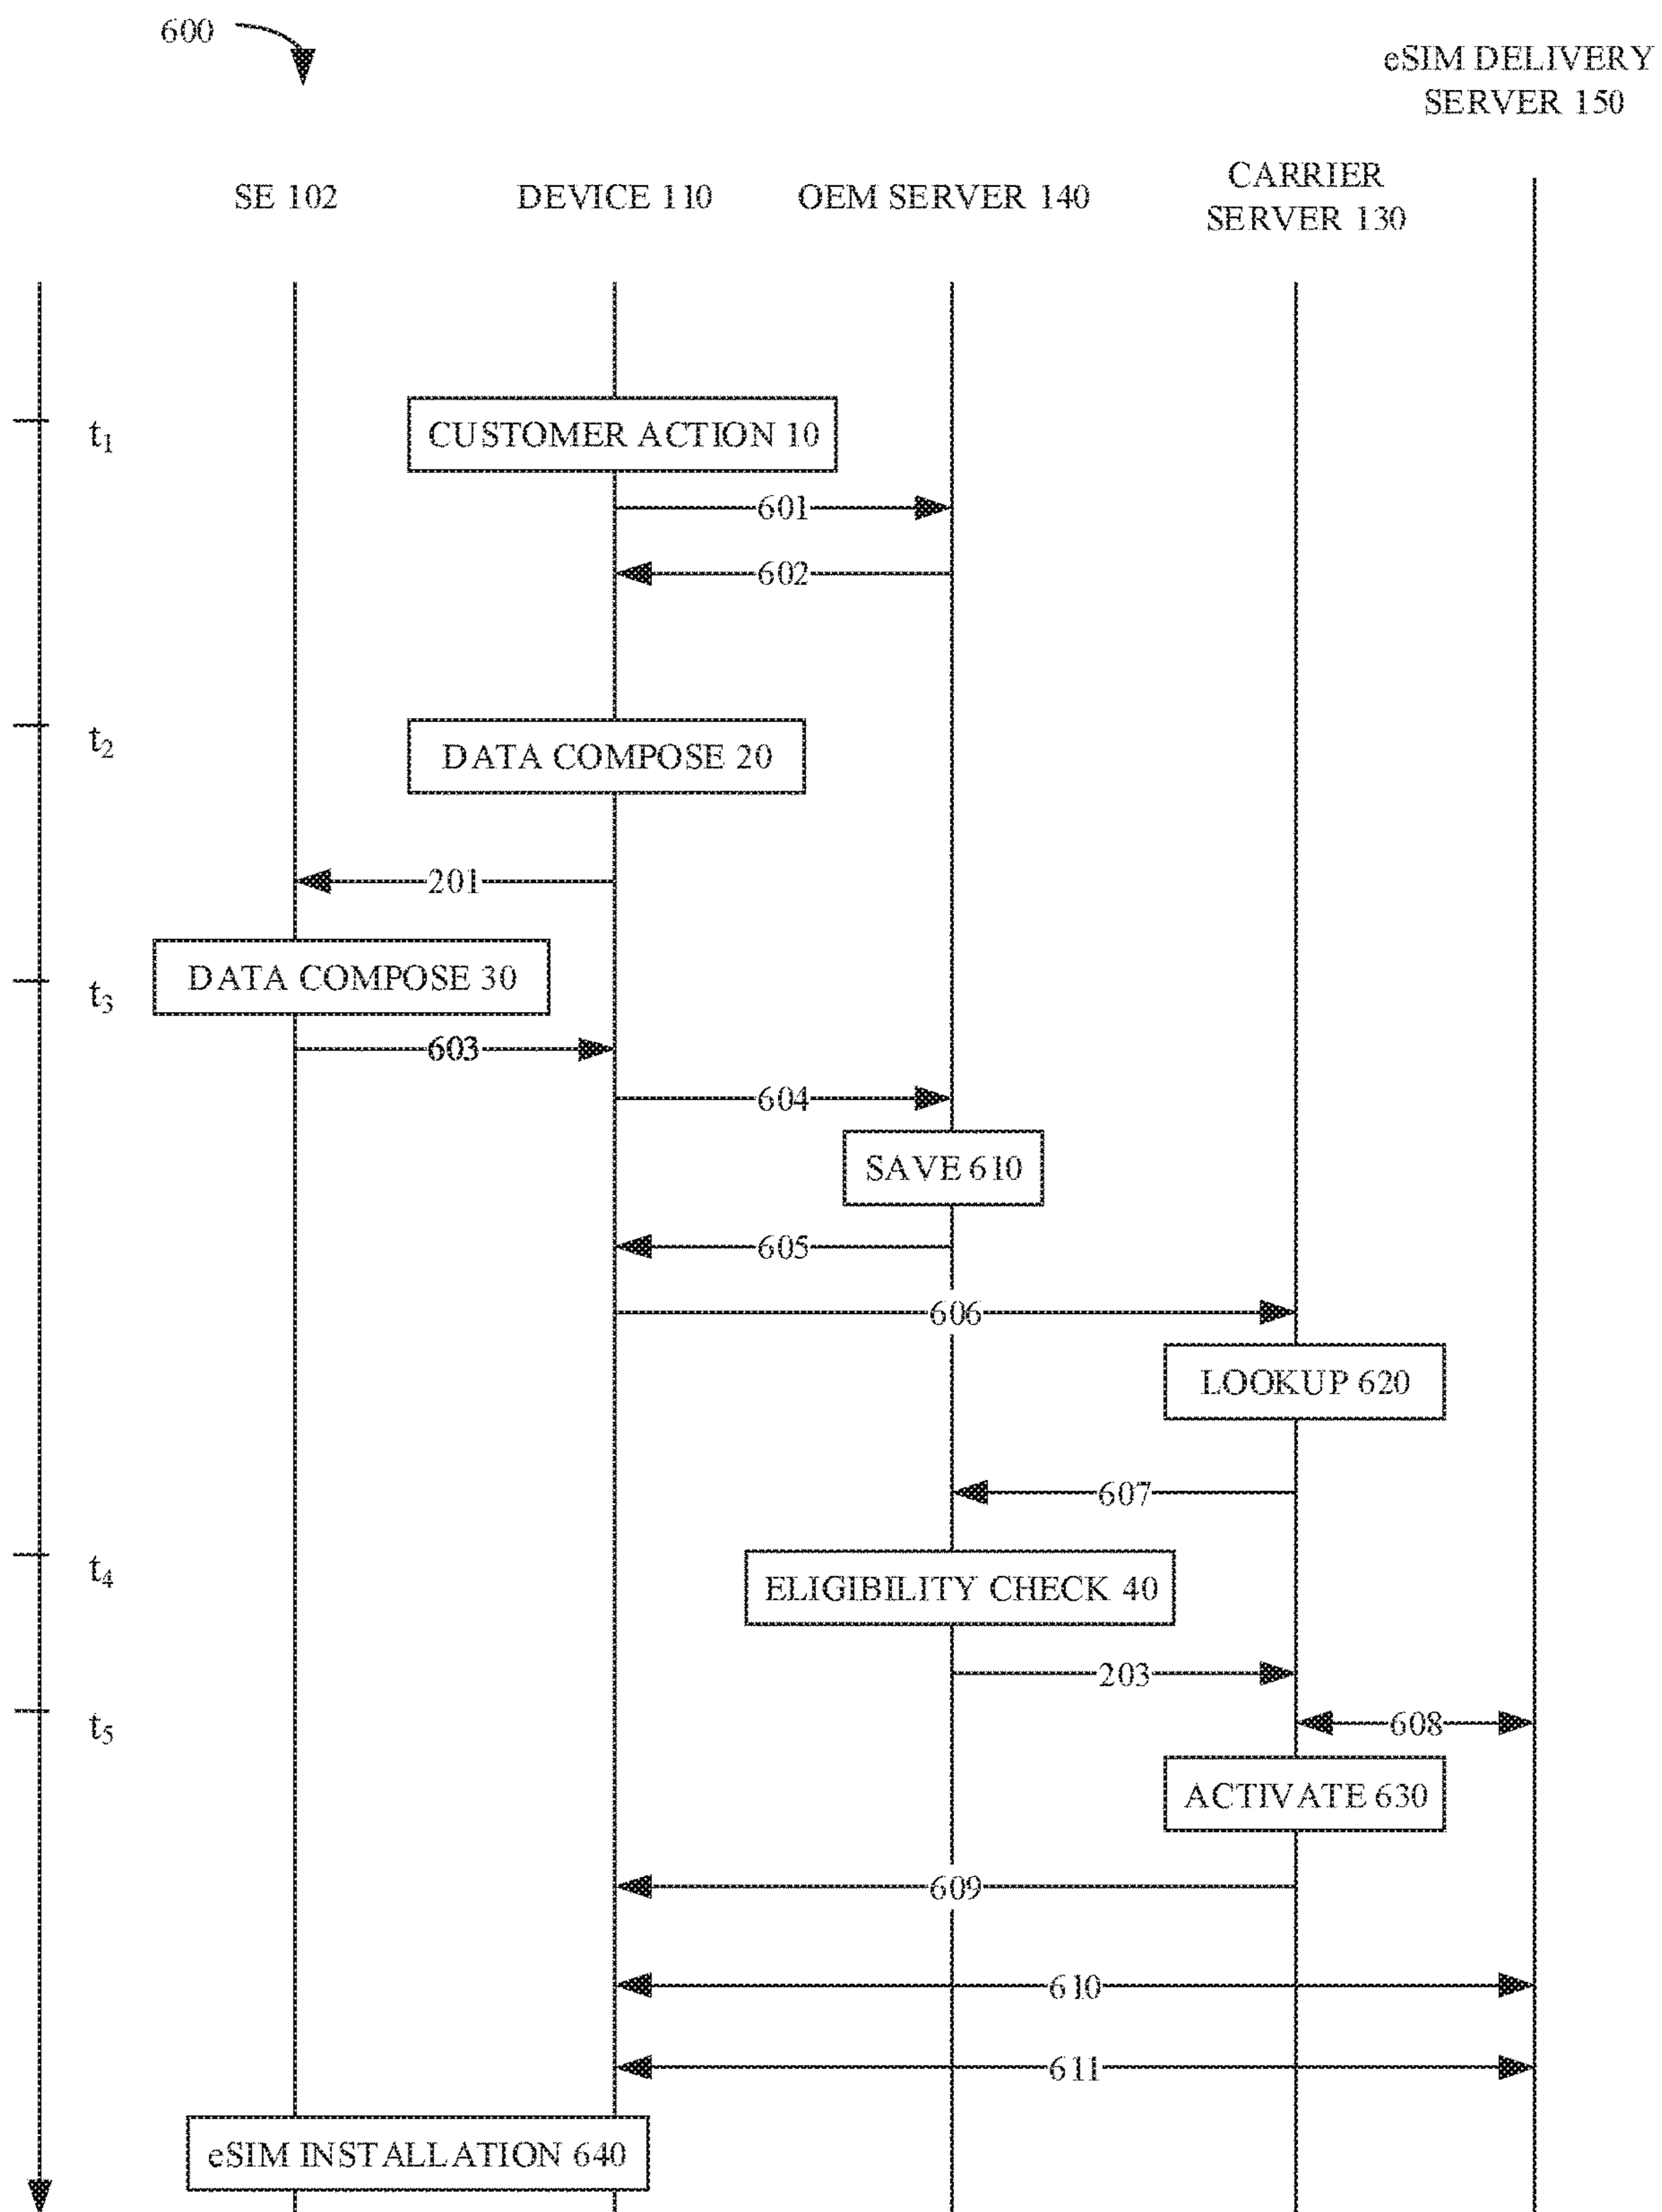 600
eSIM DELIVERY
SERVER 150
SE 102
DEVICE 110
OEM SERVER 140
CARRIER
SERVER 130
t1
CUSTOMER ACTION 10
601
602
t2
DATA COMPOSE 20
201
DATA COMPOSE 30
t3
603
604
SAVE 610
605
606
LOOKUP 620
607
t4
ELIGIBILITY CHECK 40
203
t5
608
ACTIVATE 630
609
610
611
eSIM INSTALLATION 640